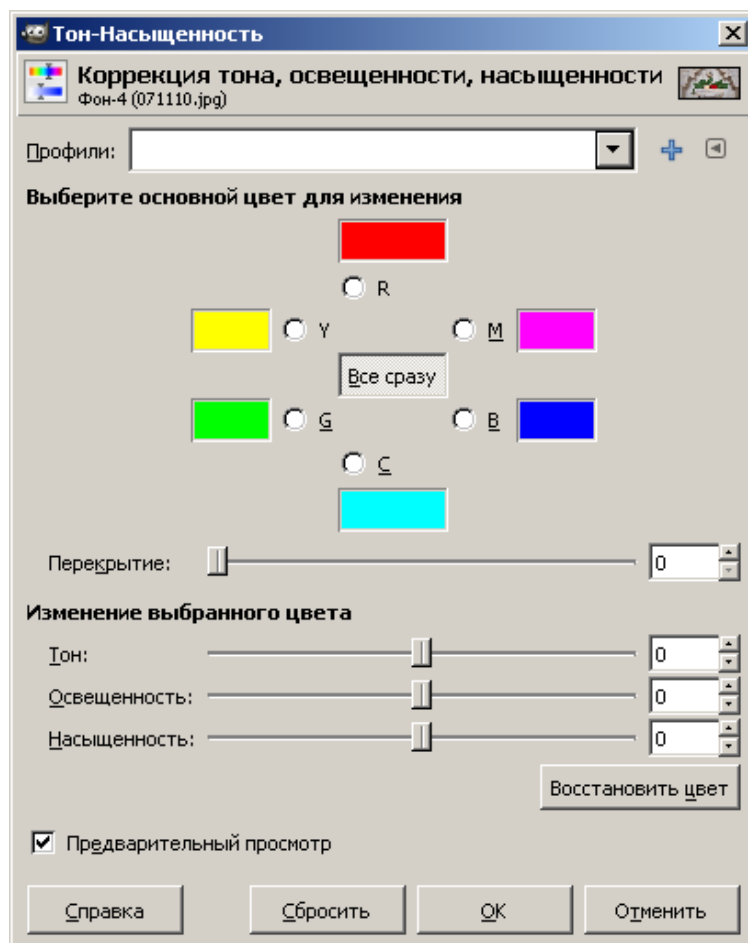 Тон-Насыщенность
Коррекция тона, освещенности, насыщенности
Фон-4 (071110.jpg)
Профили:
Выберите основной цвет для изменения
R
Y M
Все сразу
G B
C
Перекрытие: 0
Изменение выбранного цвета
Тон: 0
Освещенность: 0
Насыщенность: 0
Восстановить цвет
Предварительный просмотр
Справка Сбросить OK Отменить